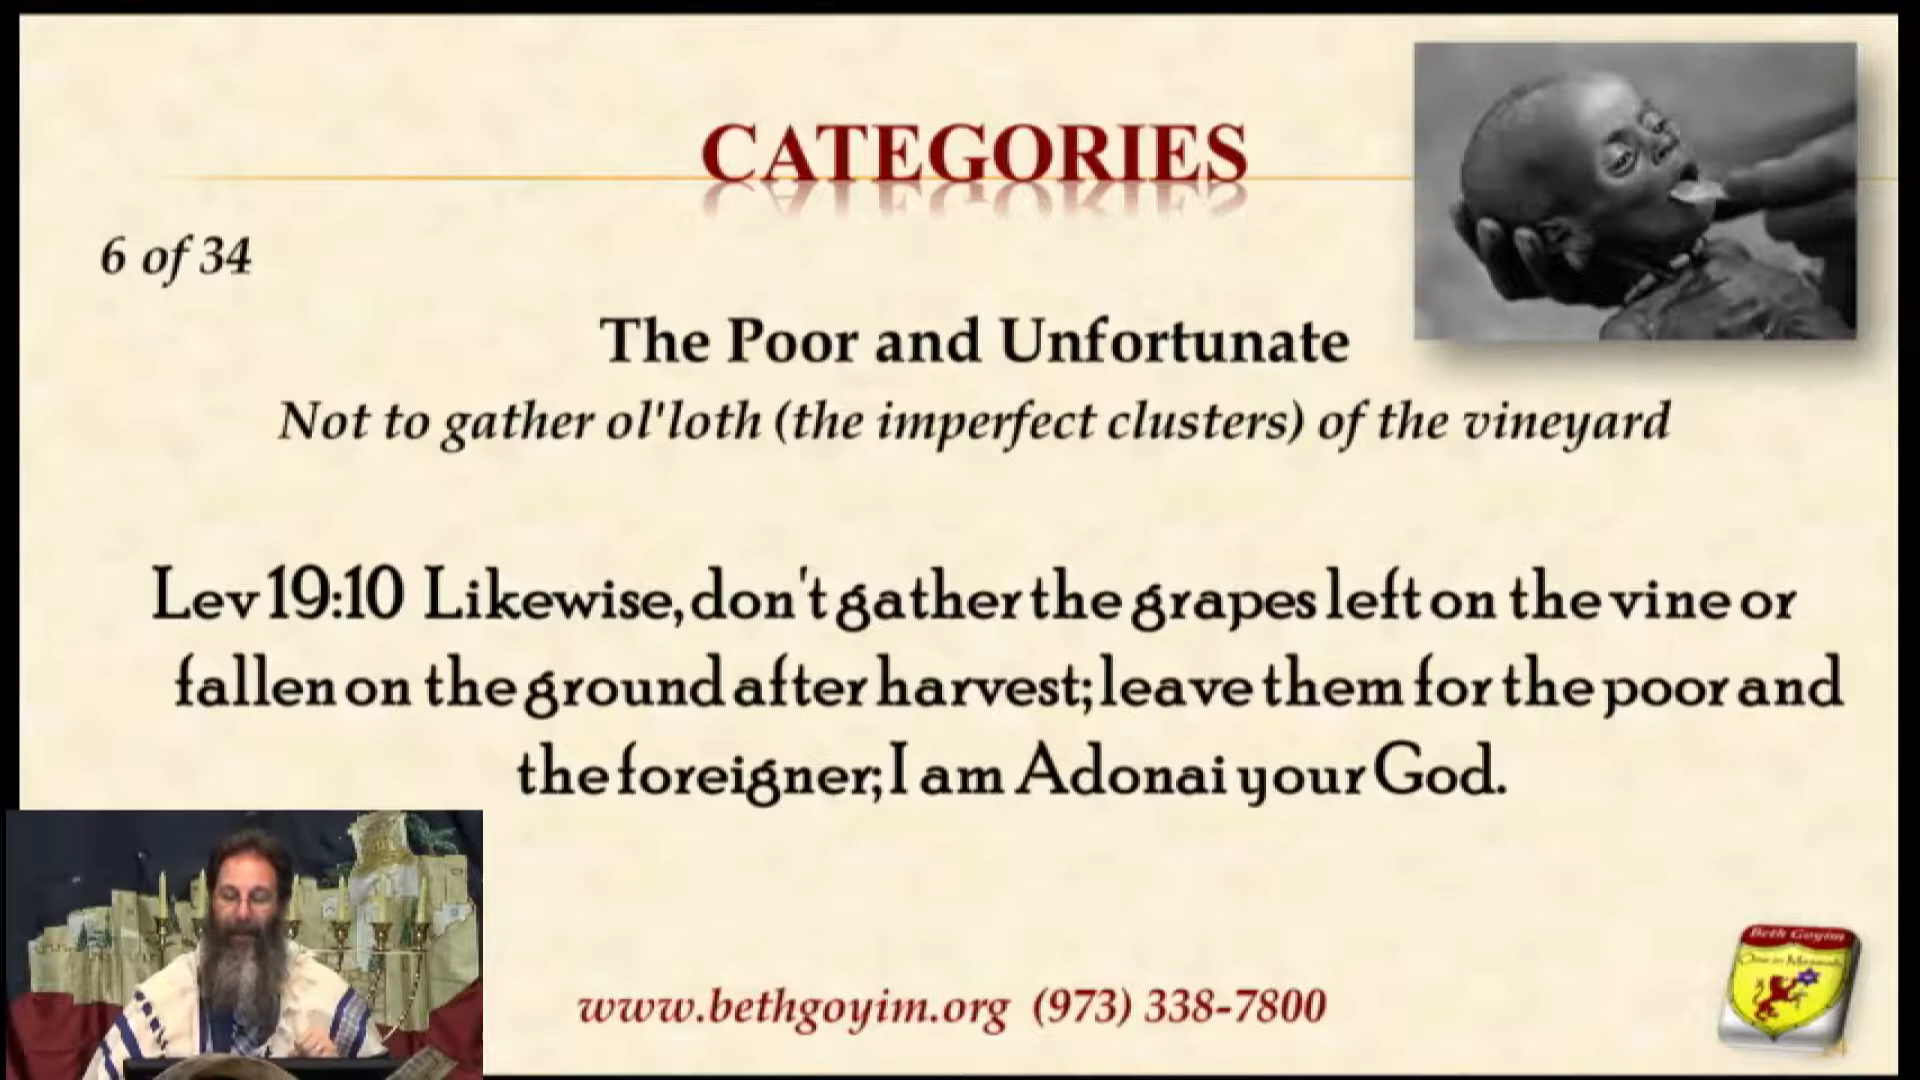 CATEGORIES
6 of 34
The Poor and Unfortunate
Not to gather ol'loth (the imperfect clusters) of the vineyard
Lev 19:10 Likewise, don't gather the grapes left on the vine or
fallen on the ground after harvest; leave them for the poor and
the foreigner; I am Adonai your God.
www.bethgoyim.org (973) 338-7800
Beth Goyim
One in Messiah